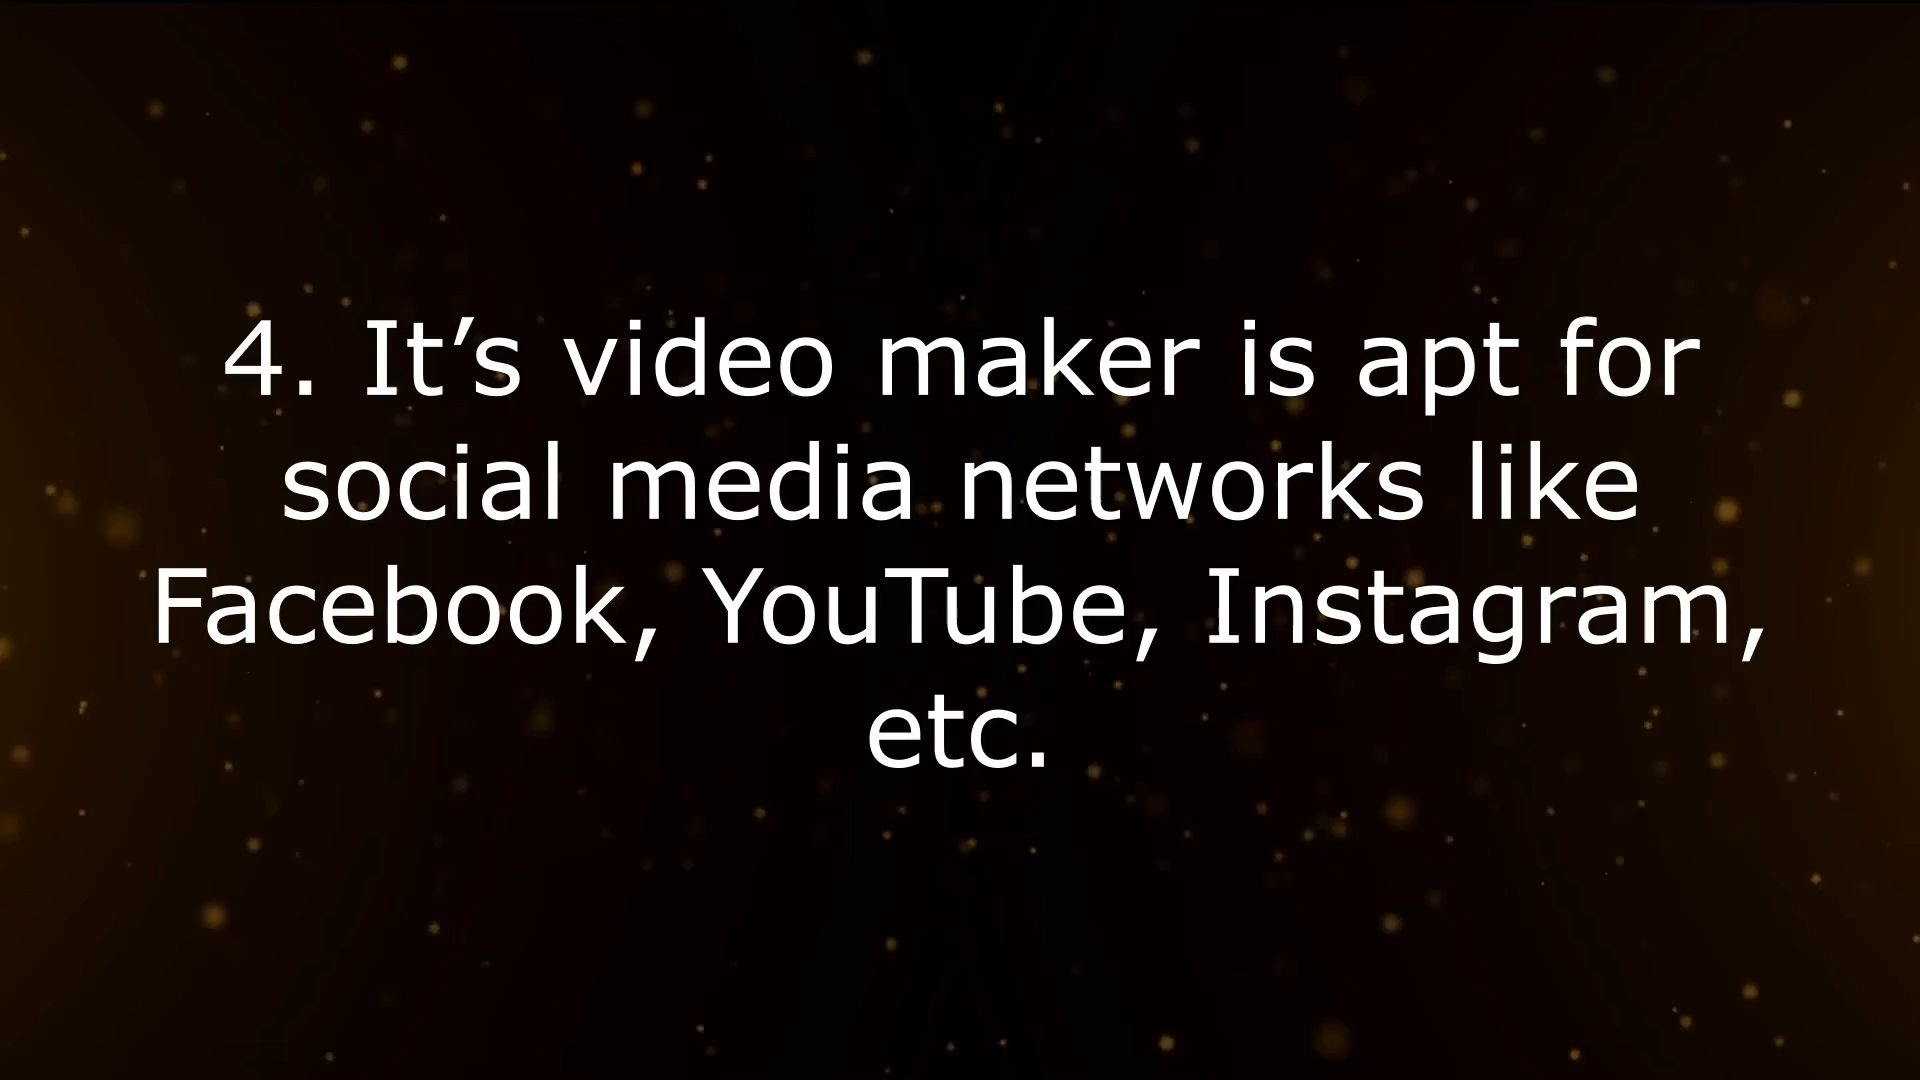 4. It’s video maker is apt for
social media networks like
Facebook, YouTube, Instagram,
etc.